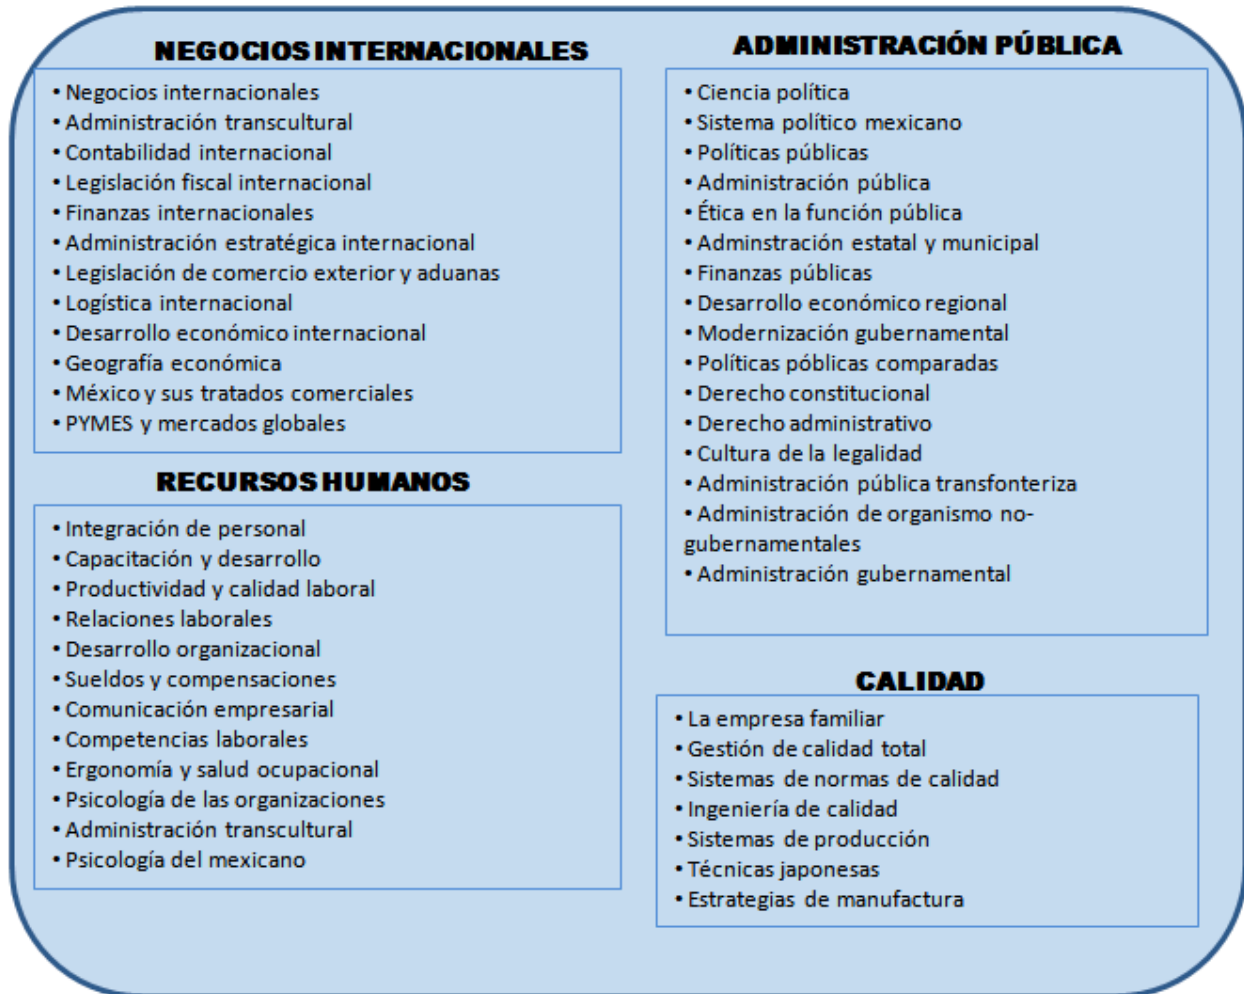 NEGOCIOS INTERNACIONALES
• Negocios internacionales
• Administración transcultural
• Contabilidad internacional
• Legislación fiscal internacional
• Finanzas internacionales
• Administración estratégica internacional
• Legislación de comercio exterior y aduanas
• Logística internacional
• Desarrollo económico internacional
• Geografía económica
• México y sus tratados comerciales
• PYMES y mercados globales
RECURSOS HUMANOS
• Integración de personal
• Capacitación y desarrollo
• Productividad y calidad laboral
• Relaciones laborales
• Desarrollo organizacional
• Sueldos y compensaciones
• Comunicación empresarial
• Competencias laborales
• Ergonomía y salud ocupacional
• Psicología de las organizaciones
• Administración transcultural
• Psicología del mexicano
ADMINISTRACIÓN PÚBLICA
• Ciencia política
• Sistema político mexicano
• Políticas públicas
• Administración pública
• Ética en la función pública
• Adminstración estatal y municipal
• Finanzas públicas
• Desarrollo económico regional
• Modernización gubernamental
• Políticas póblicas comparadas
• Derecho constitucional
• Derecho administrativo
• Cultura de la legalidad
• Administración pública transfonteriza
• Administración de organismo no-
gubernamentales
• Administración gubernamental
CALIDAD
• La empresa familiar
• Gestión de calidad total
• Sistemas de normas de calidad
• Ingeniería de calidad
• Sistemas de producción
• Técnicas japonesas
• Estrategias de manufactura